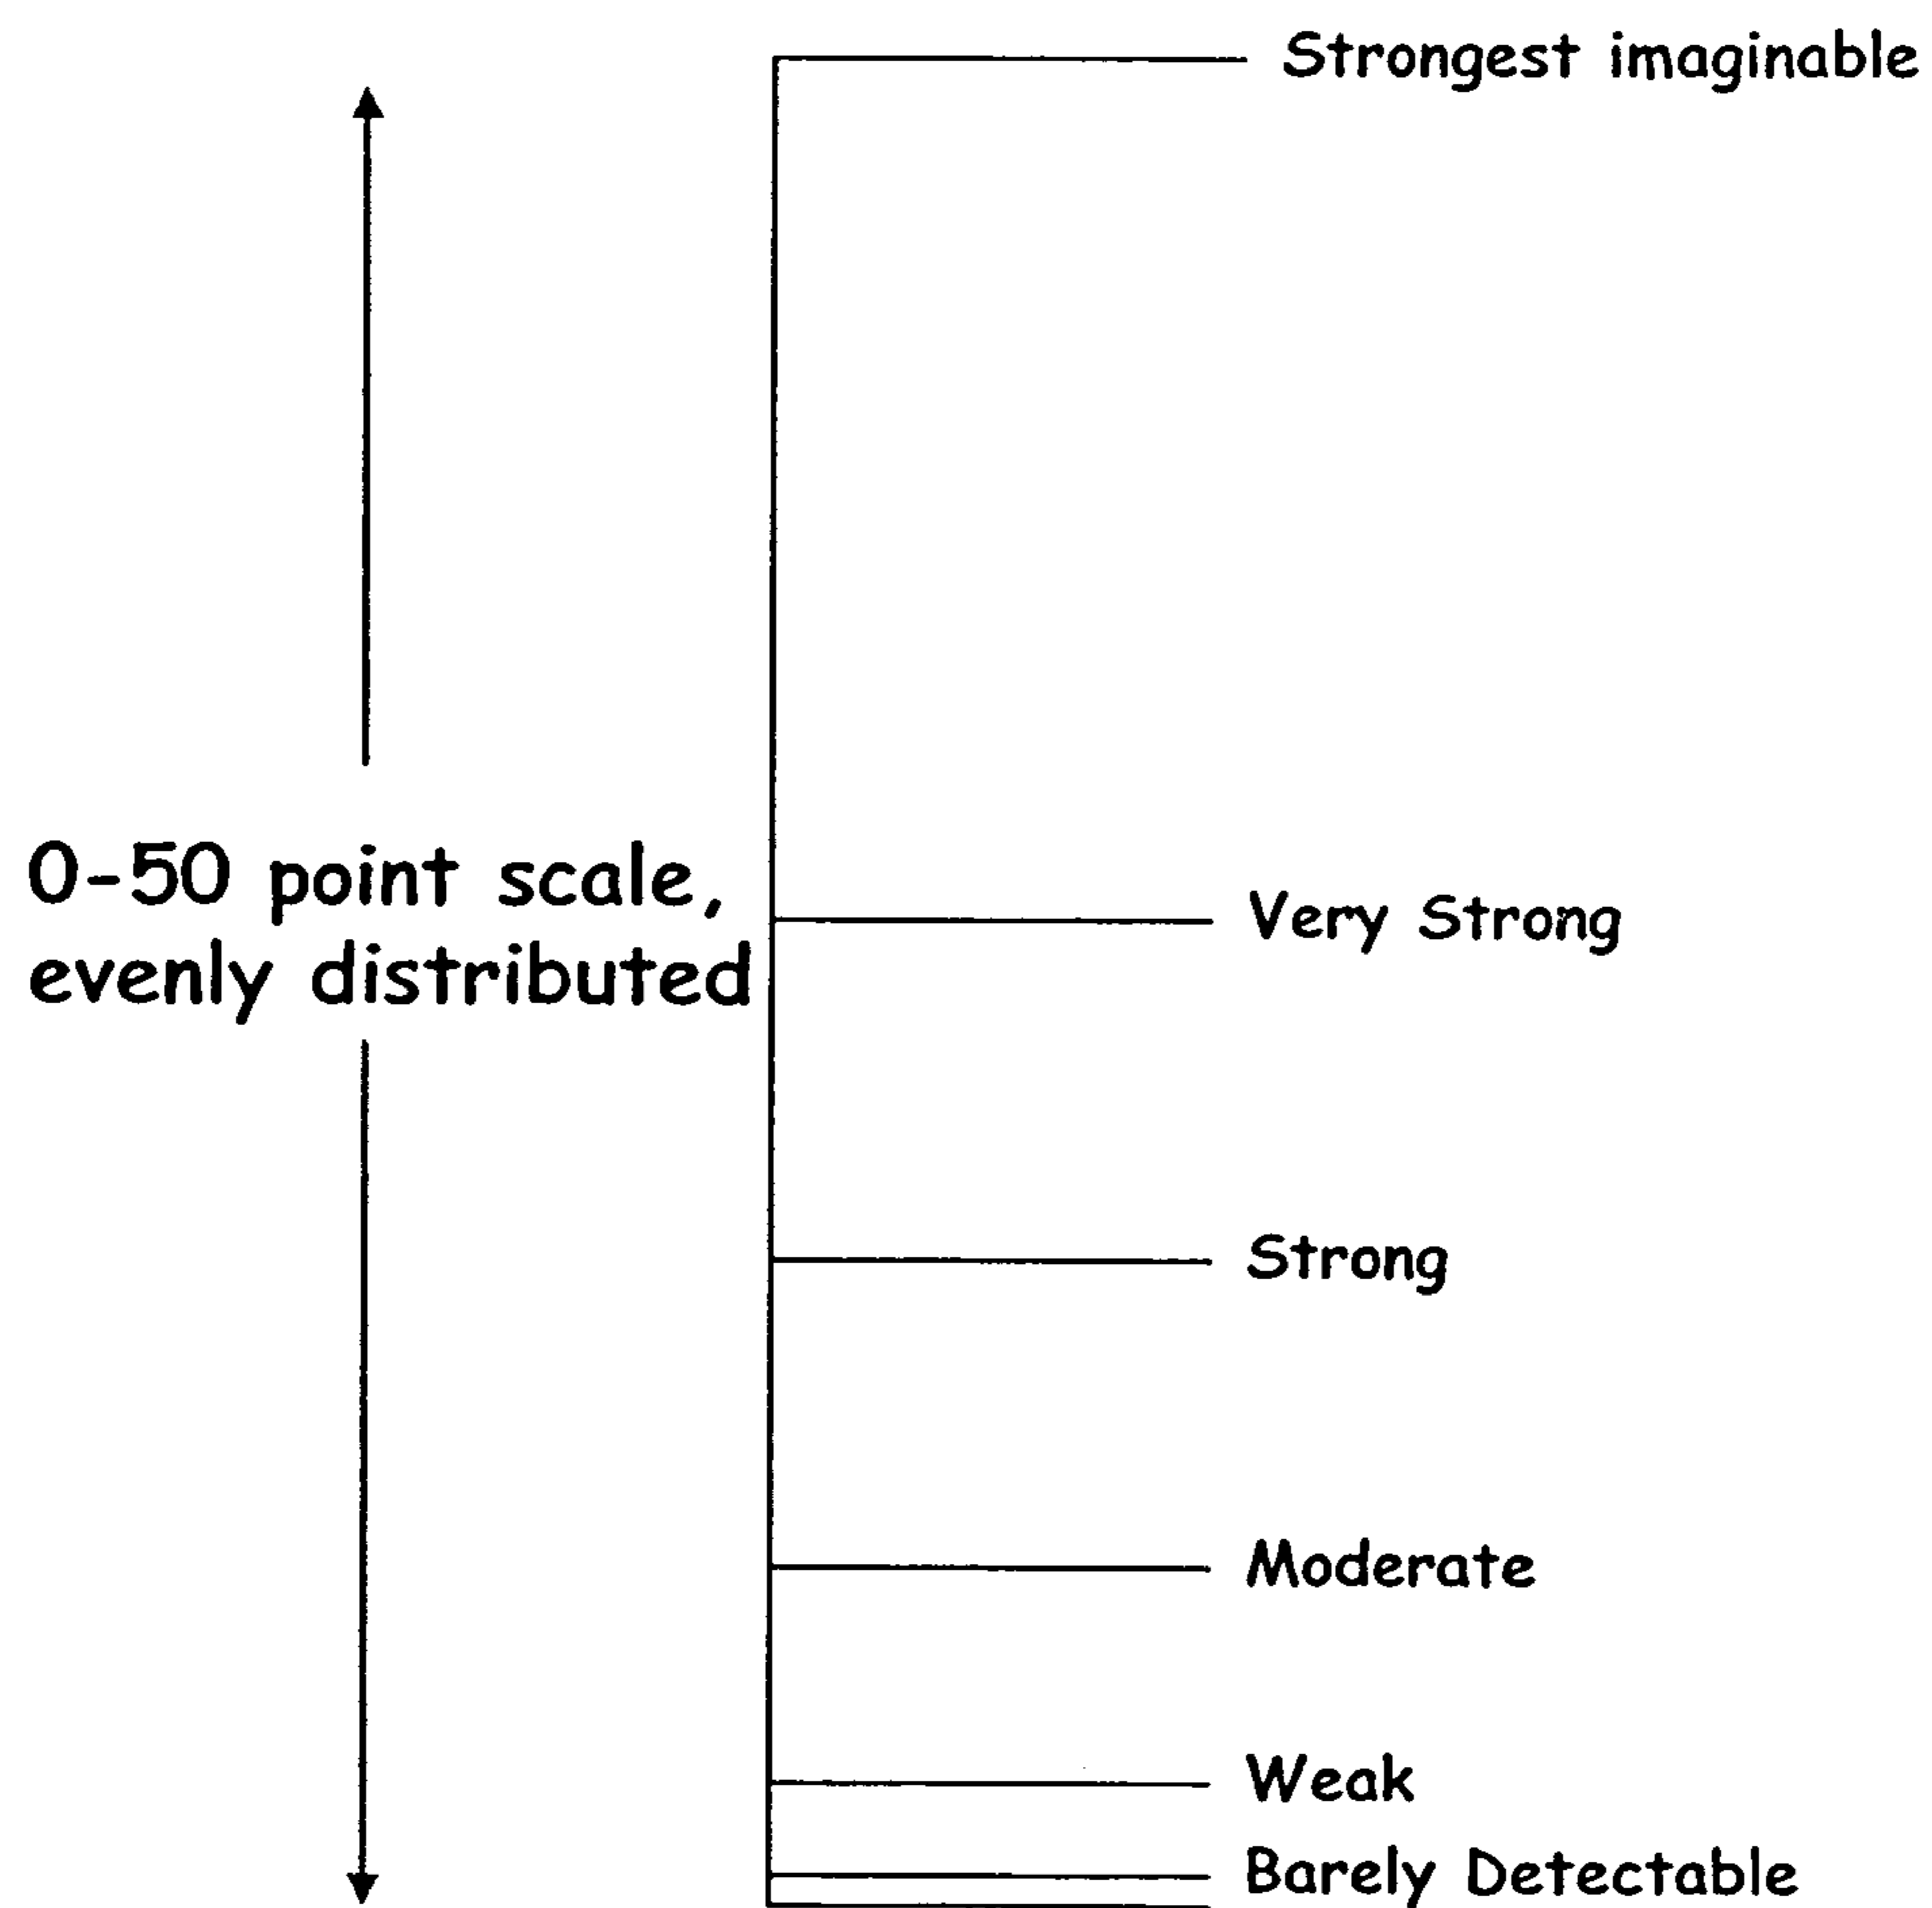 Strongest imaginable
0-50 point scale,
evenly distributed
Very Strong
Strong
Moderate
Weak
Barely Detectable